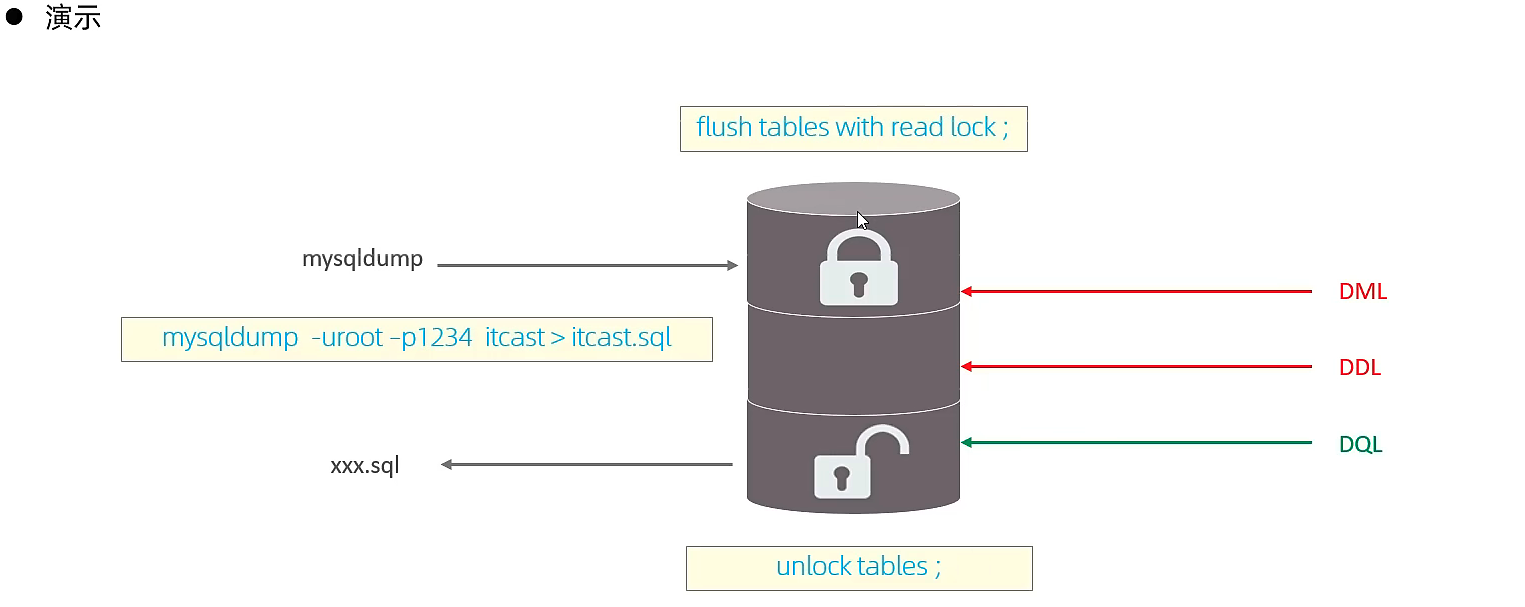 ● 演示
flush tables with read lock ;
mysqldump
DML
mysqldump -uroot –p1234 itcast > itcast.sql
DDL
DQL
xxx.sql
unlock tables ;